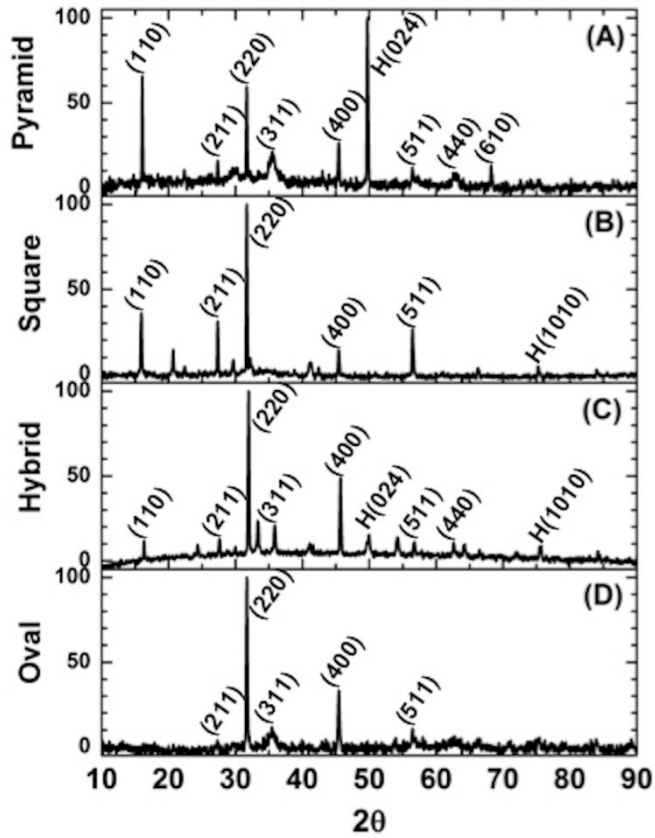 Pyramid
100
50
0
(110)
(211)
(220)
(311)
(400)
H(024)
(511)
(440)
(610)
(A)
Square
100
50
0
(110)
(211)
(220)
(400)
(511)
H(1010)
(B)
Hybrid
100
50
0
(110)
(211)
(220)
(311)
(400)
H(024)
(511)
(440)
H(1010)
(C)
Oval
100
50
0
(211)
(220)
(311)
(400)
(511)
(D)
10 20 30 40 50 60 70 80 90
2θ